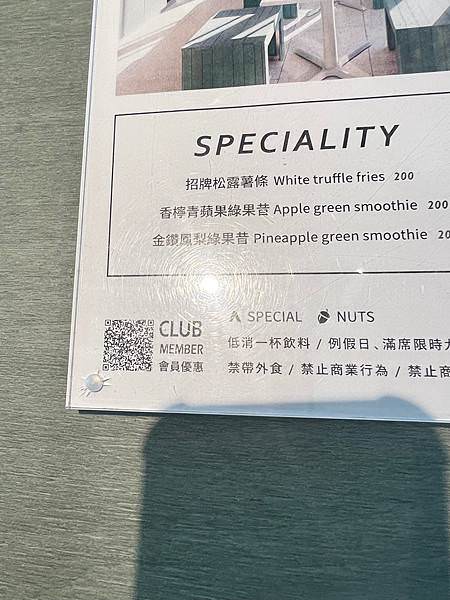 SPECIALITY
招牌松露薯條 White truffle fries 200
香檸青蘋果綠果昔 Apple green smoothie 200
金鑽鳳梨綠果昔 Pineapple green smoothie 20
SPECIAL NUTS
CLUB
MEMBER
會員優惠
低消一杯飲料 / 例假日、滿席限時
禁帶外食 / 禁止商業行為 / 禁止商